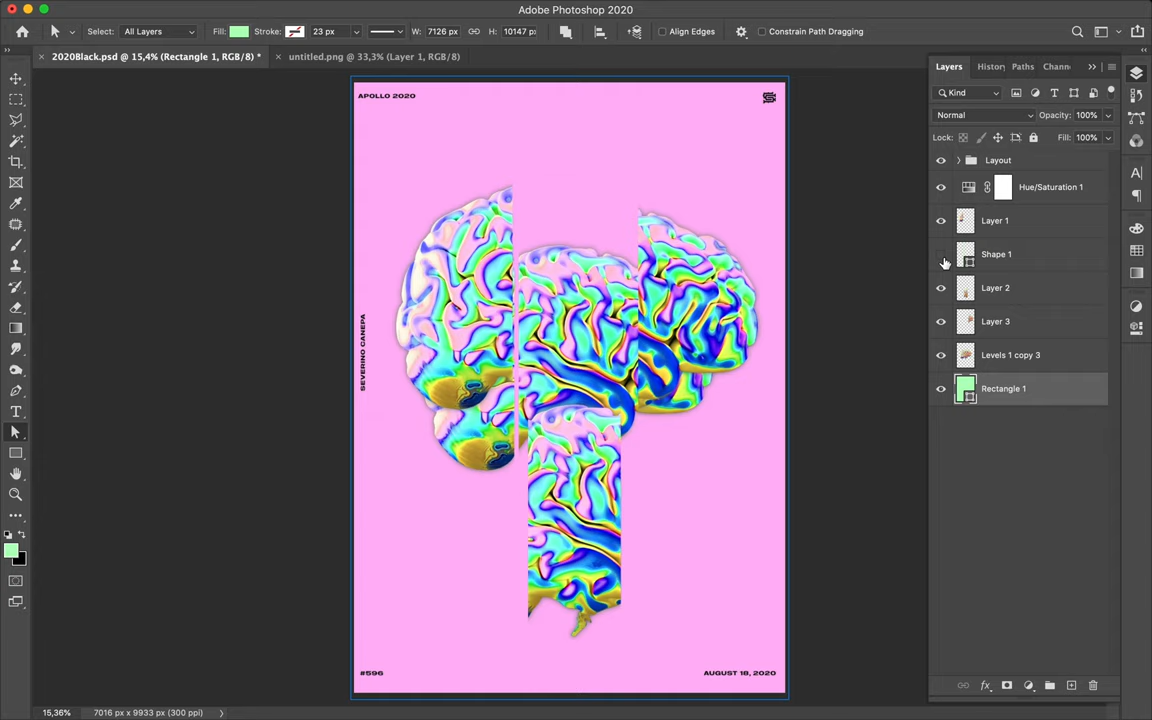 Adobe Photoshop 2020
Select: All Layers Fill: Stroke: 23 px W: 7126 px H: 10147 px Align Edges Constrain Path Dragging
2020Black.psd @ 15,4% (Rectangle 1, RGB/8) * untitled.png @ 33,3% (Layer 1, RGB/8)
Layers History Paths Chann
Kind
Normal Opacity: 100%
Lock: Fill: 100%
Layout
Hue/Saturation 1
Layer 1
Shape 1
Layer 2
Layer 3
Levels 1 copy 3
Rectangle 1
APOLLO 2020
SEVERINO CANEPA
#596 AUGUST 18, 2020
15,36% 7016 px x 9933 px (300 ppi)